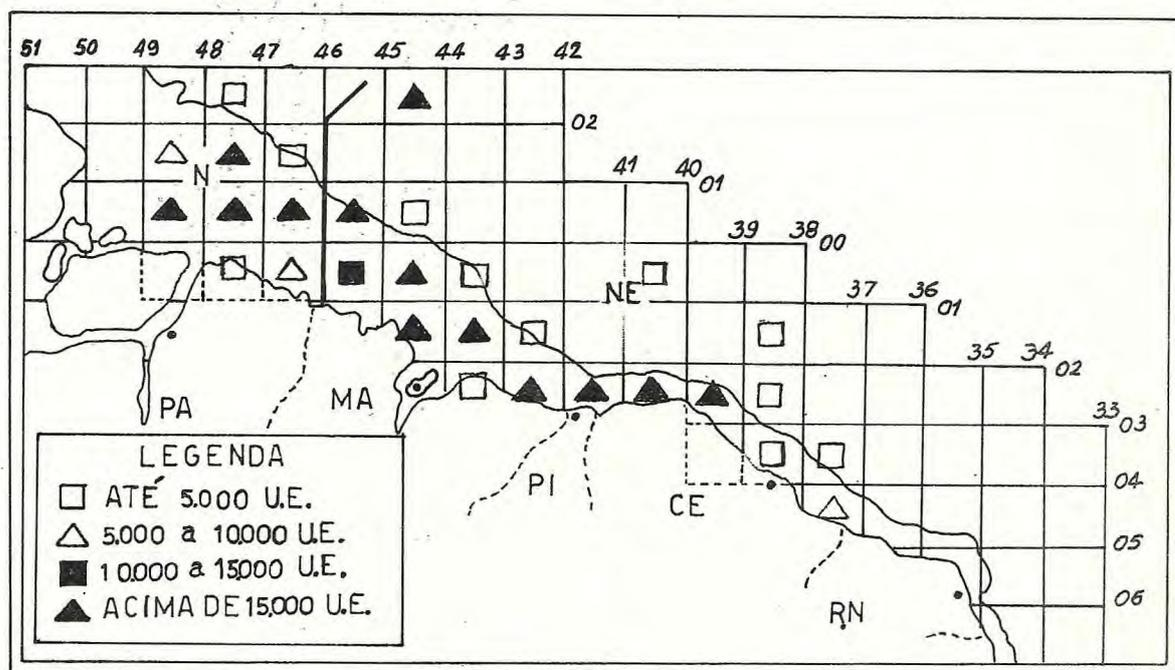 51 50 49 48 47 46 45 44 43 42
02
N
41 40 01
39 38 00
NE
37 36 01
35 34 02
PA
MA
33 03
LEGENDA
PI
04
CE
ATÉ 5.000 U.E.
5.000 a 10.000 U.E.
05
10.000 a 15.000 U.E.
06
ACIMA DE 15.000 U.E.
RN